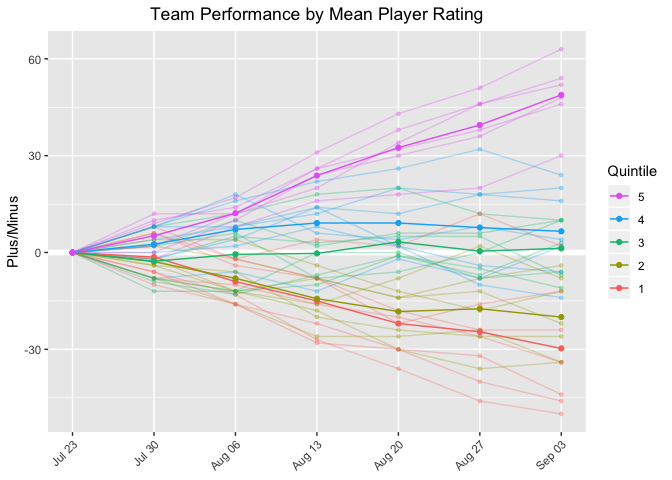 Team Performance by Mean Player Rating
Plus/Minus
60
30
0
-30
Jul 23
Jul 30
Aug 06
Aug 13
Aug 20
Aug 27
Sep 03
Quintile
5
4
3
2
1